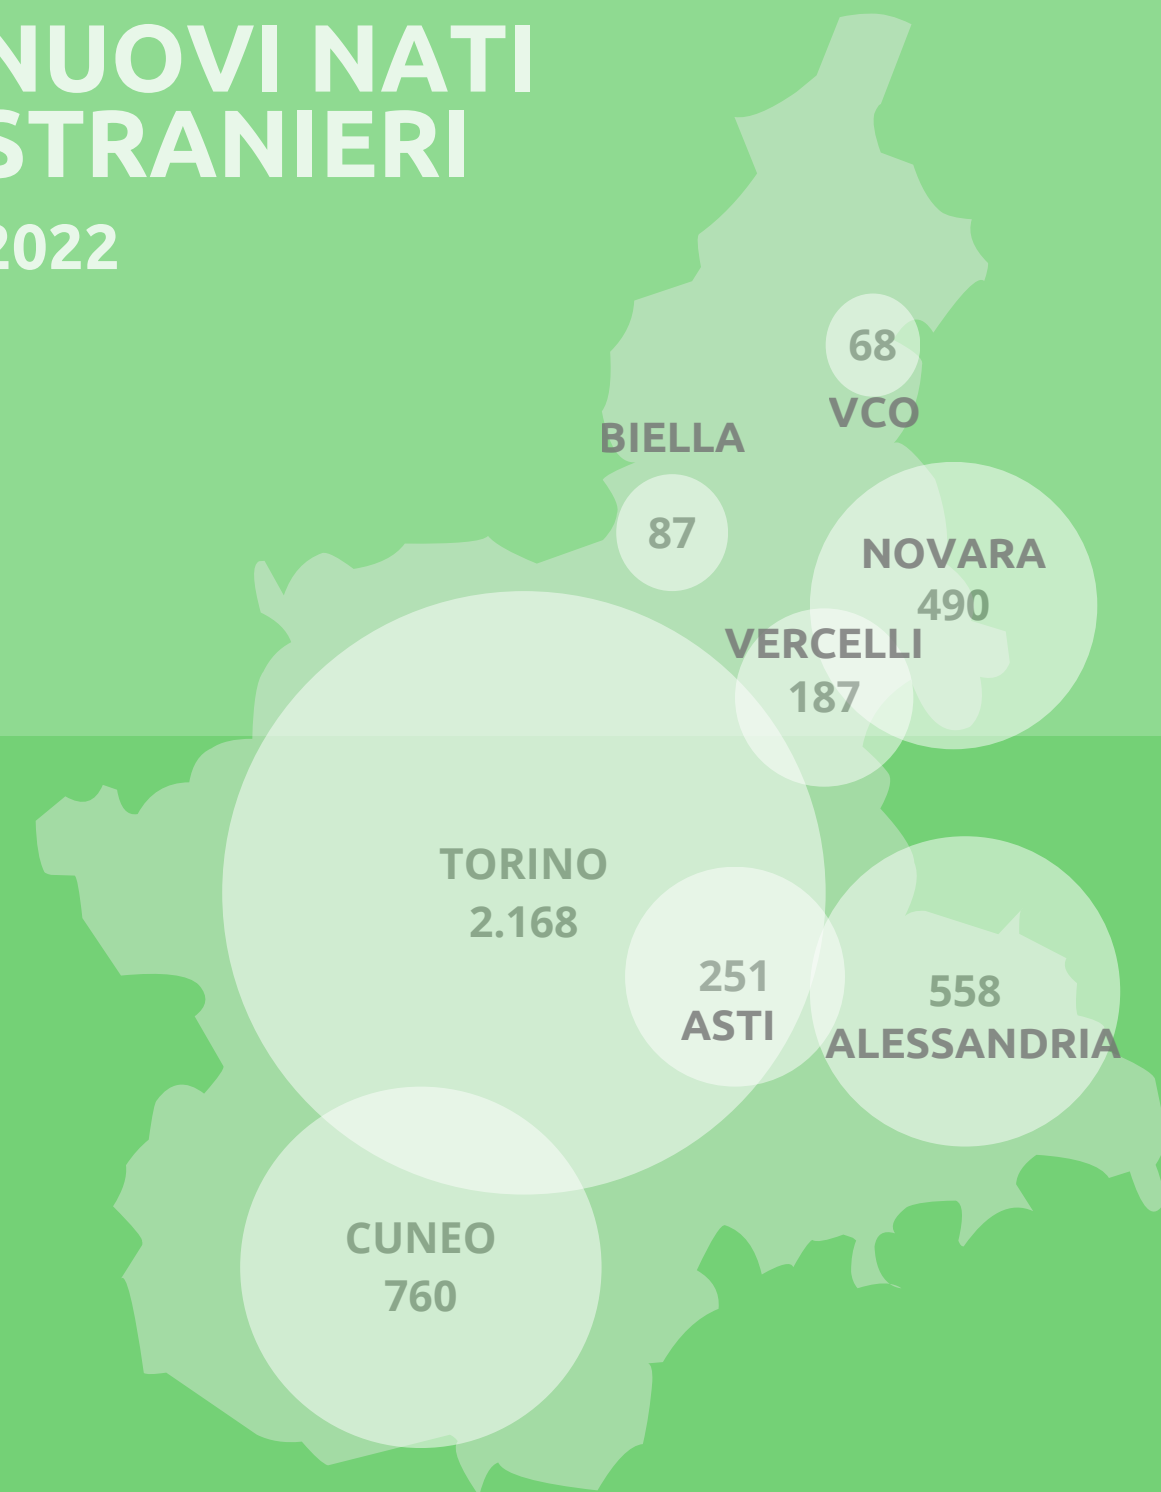 NUOVI NATI
STRANIERI
2022
68
VCO
BIELLA
87
NOVARA
490
VERCELLI
187
TORINO
2.168
251
ASTI
558
ALESSANDRIA
CUNEO
760